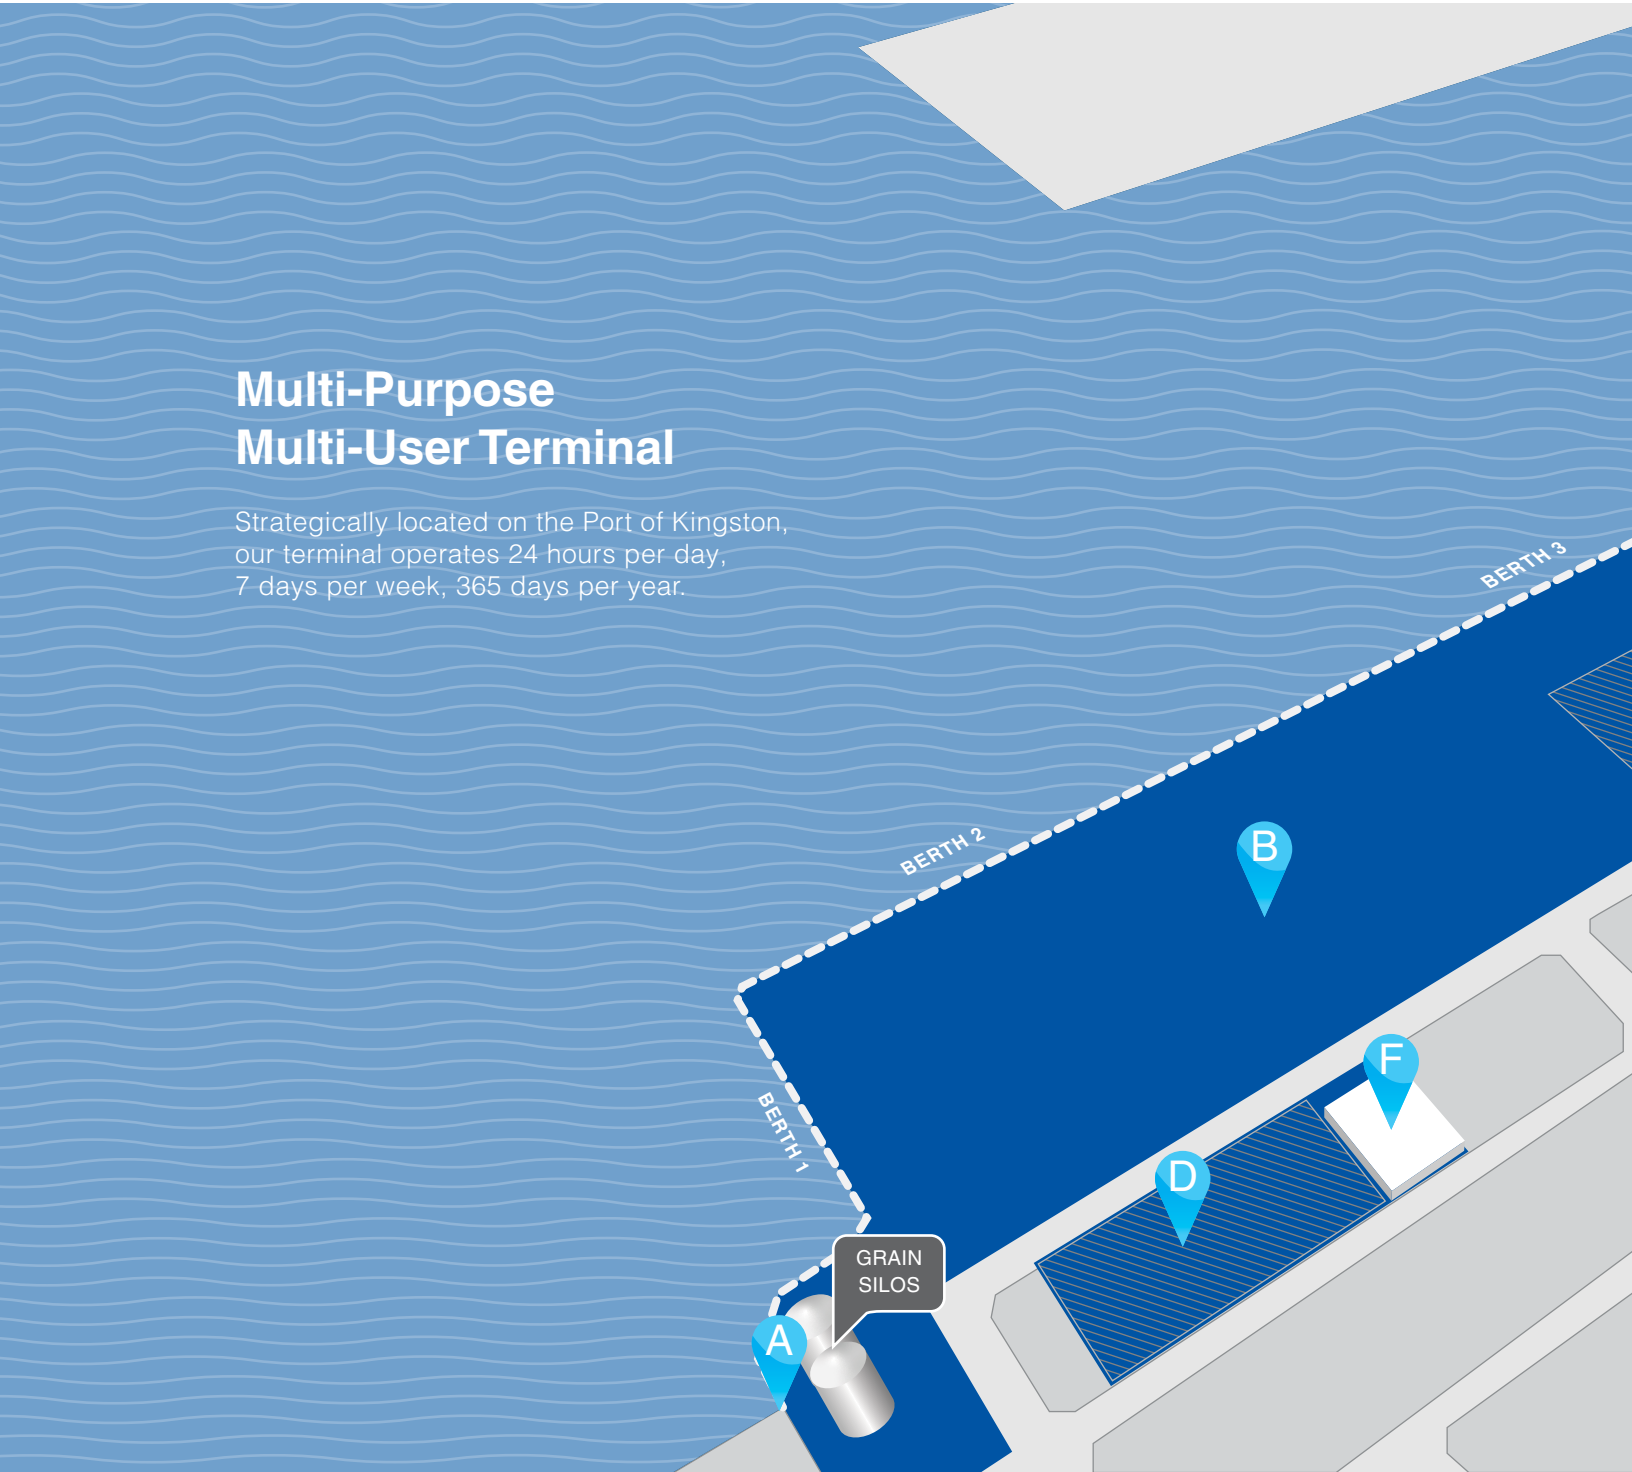 Multi-Purpose
Multi-User Terminal
Strategically located on the Port of Kingston,
our terminal operates 24 hours per day,
7 days per week, 365 days per year.
BERTH 3
BERTH 2
B
F
BERTH 1
D
GRAIN
SILOS
A